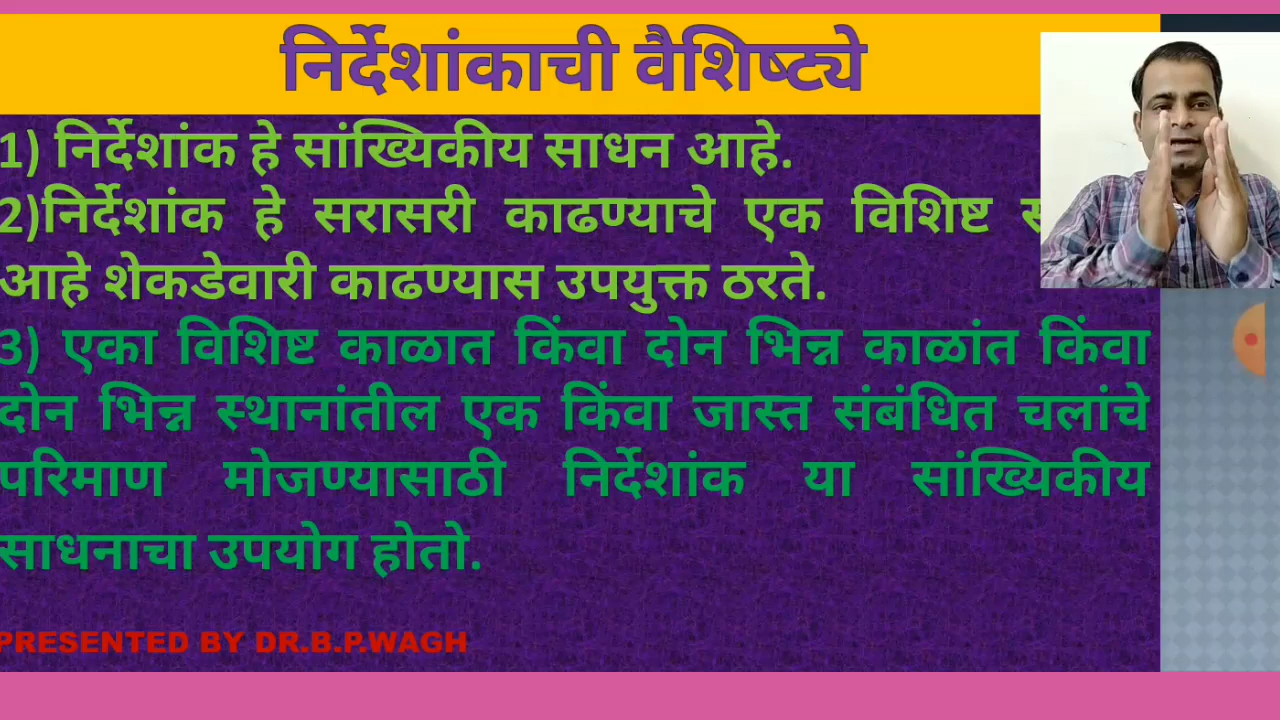 निर्देशांकाची वैशिष्ट्ये
1) निर्देशांक हे सांख्यिकीय साधन आहे.
2)निर्देशांक हे सरासरी काढण्याचे एक विशिष्ट
आहे शेकडेवारी काढण्यास उपयुक्त ठरते.
3) एका विशिष्ट काळात किंवा दोन भिन्न काळांत किंवा
दोन भिन्न स्थानांतील एक किंवा जास्त संबंधित चलांचे
परिमाण मोजण्यासाठी निर्देशांक या सांख्यिकीय
साधनाचा उपयोग होतो.
PRESENTED BY DR.B.P.WAGH